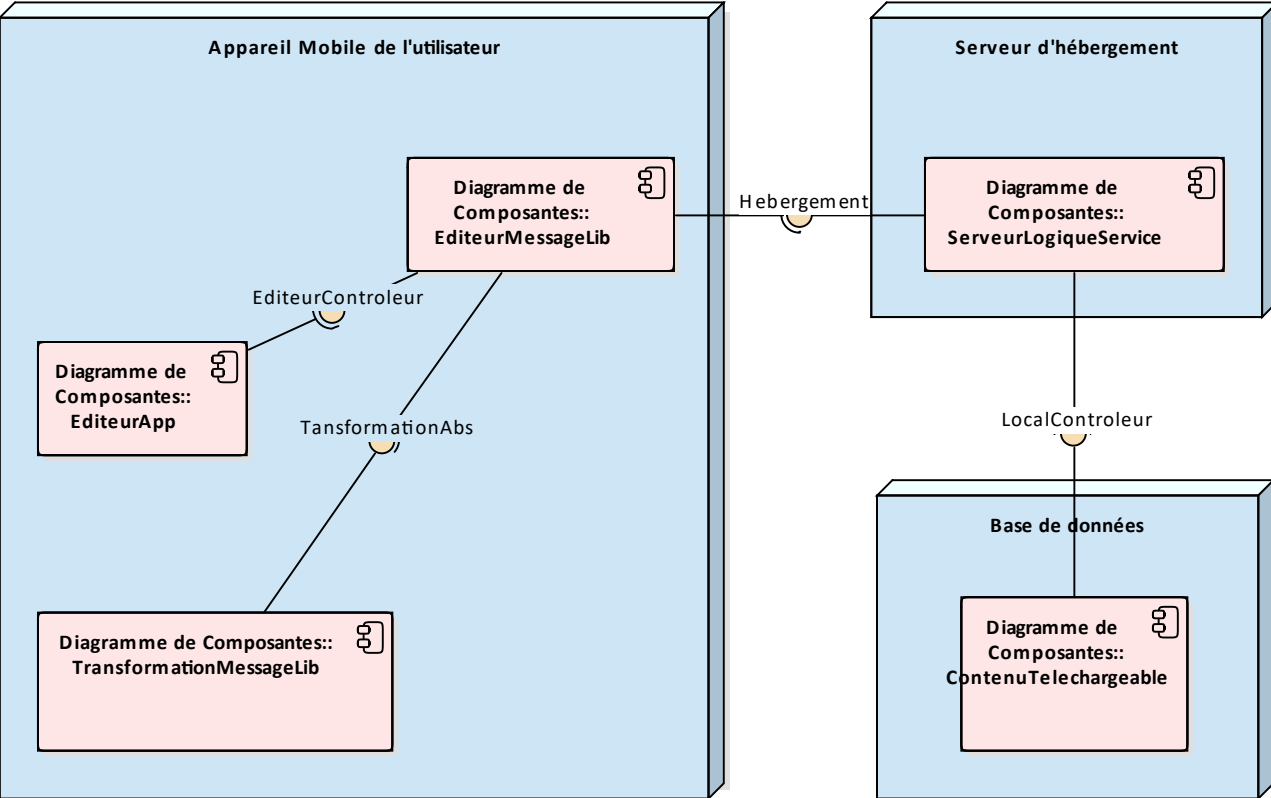 Appareil Mobile de l'utilisateur
Serveur d'hébergement
Diagramme de
Composantes::
EditeurMessageLib
Hebergement
Diagramme de
Composantes::
ServeurLogiqueService
EditeurControleur
Diagramme de
Composantes::
EditeurApp
TansformationAbs
LocalControleur
Base de données
Diagramme de Composantes::
TransformationMessageLib
Diagramme de
Composantes::
ContenuTelechargeable